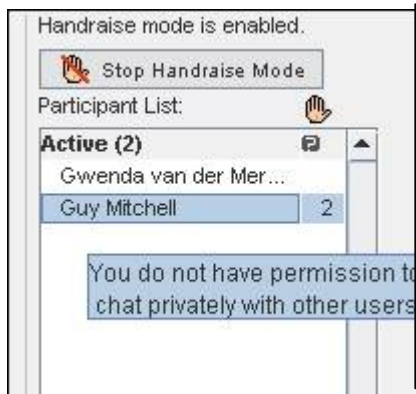 Handraise mode is enabled.
Stop Handraise Mode
Participant List:
Active (2)
Gwenda van der Mer...
Guy Mitchell 2
You do not have permission to
chat privately with other users